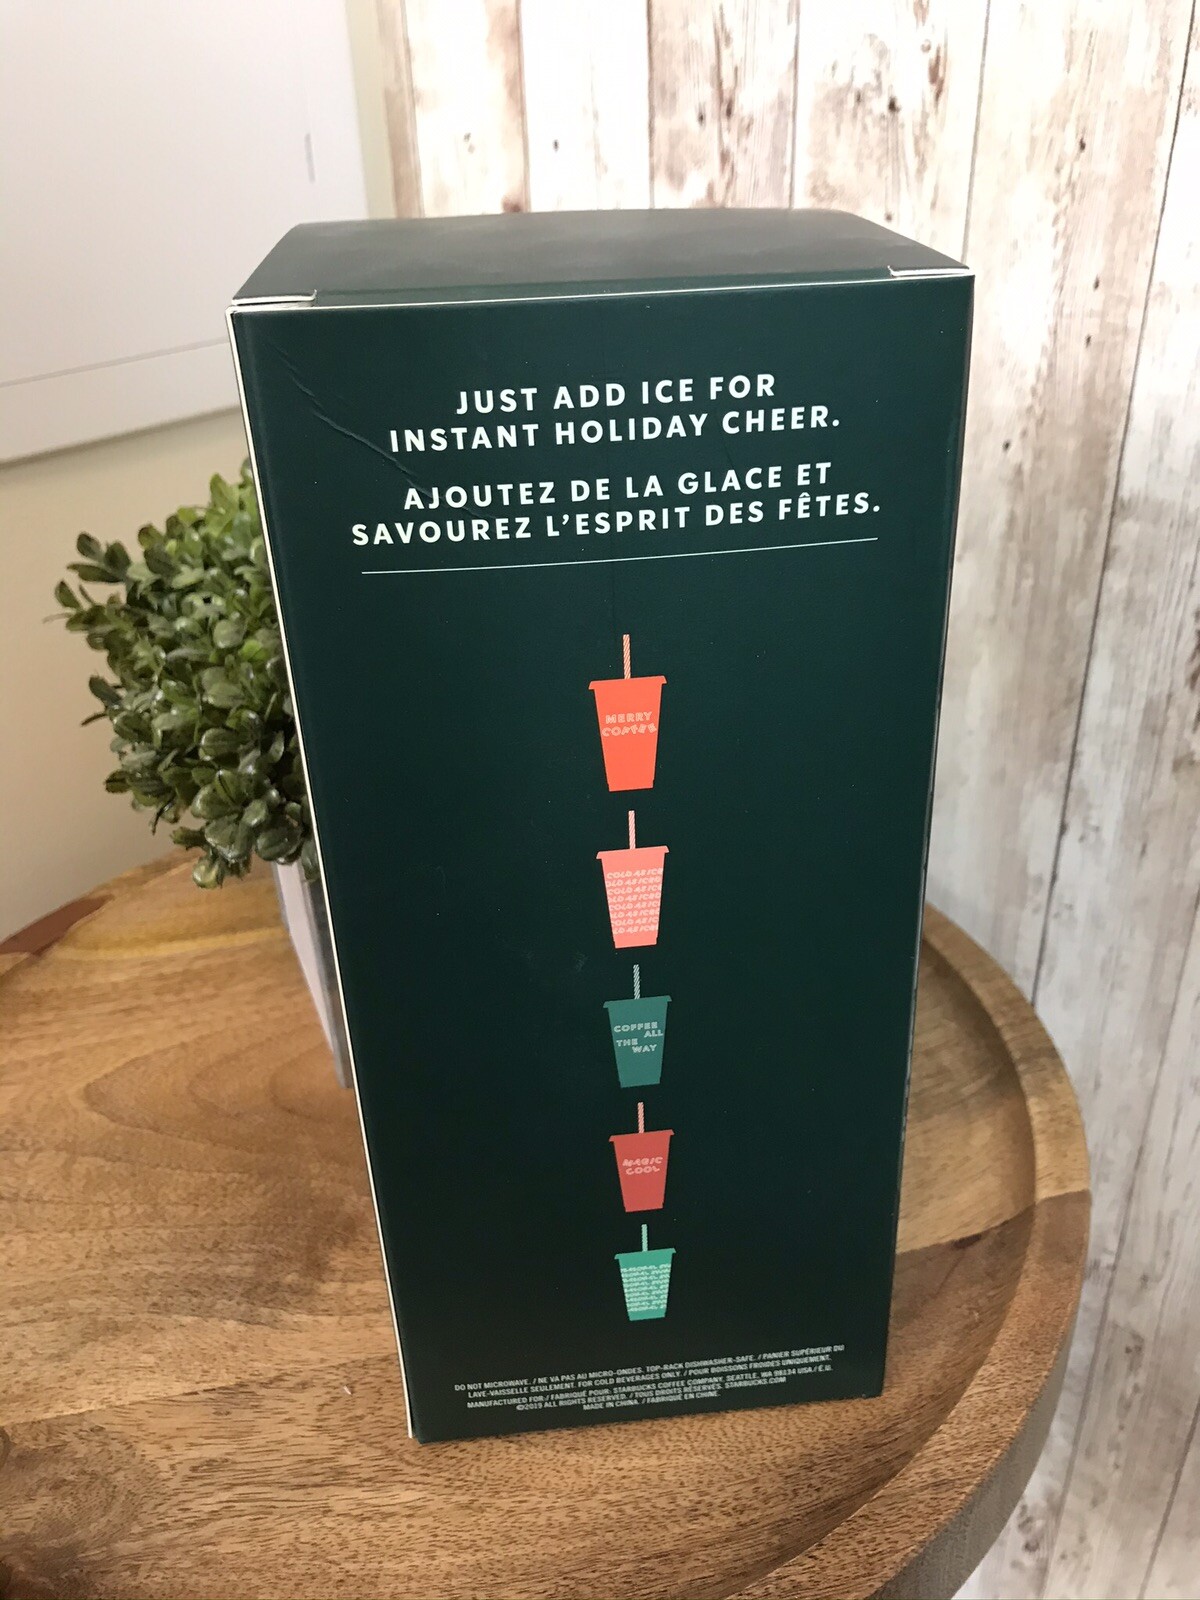 JUST ADD ICE FOR
INSTANT HOLIDAY CHEER.
AJOUTEZ DE LA GLACE ET
SAVOUREZ L'ESPRIT DES FÊTES.
MERRY
COFFEE
COFFEE
ALL
THE
WAY
MAGIC
COOL
DO NOT MICROWAVE. / NE VA PAS AU MICRO-ONDES. TOP-RACK DISHWASHER-SAFE. / PANIER SUPÉRIEUR DU
LAVE-VAISSELLE SEULEMENT. FOR COLD BEVERAGES ONLY. / POUR BOISSONS FROIDES UNIQUEMENT.
MANUFACTURED FOR / FABRIQUÉ POUR: STARBUCKS COFFEE COMPANY, SEATTLE, WA 98134 USA / É.U.
©2019 ALL RIGHTS RESERVED. / TOUS DROITS RÉSERVÉS. STARBUCKS.COM
MADE IN CHINA. / FABRIQUÉ EN CHINE.